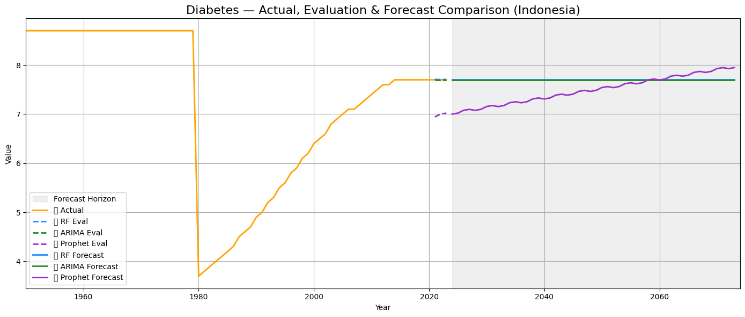 Diabetes — Actual, Evaluation & Forecast Comparison (Indonesia)
Value
8
7
6
5
4
Forecast Horizon
▯ Actual
▯ RF Eval
▯ ARIMA Eval
▯ Prophet Eval
▯ RF Forecast
▯ ARIMA Forecast
▯ Prophet Forecast
1960 1980 2000 2020 2040 2060
Year